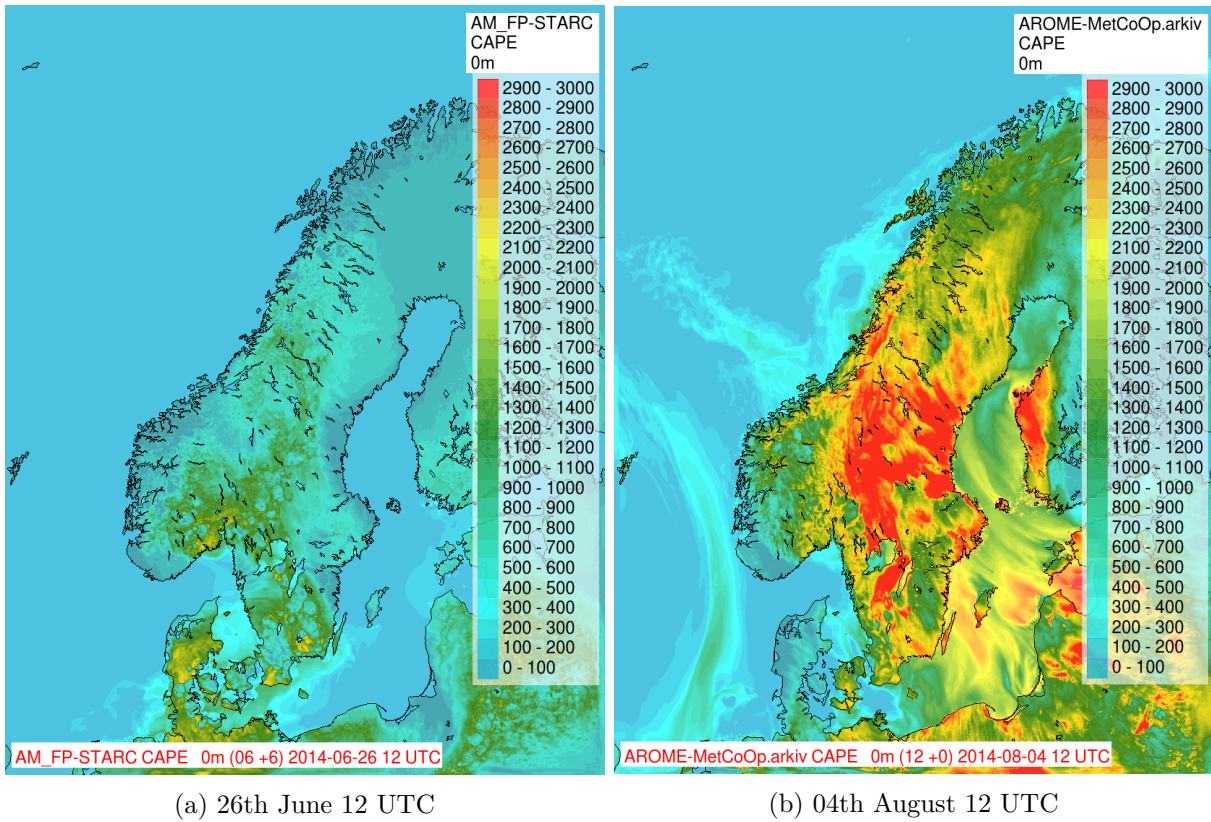 AM_FP-STARC
CAPE
0m
2900 - 3000
2800 - 2900
2700 - 2800
2600 - 2700
2500 - 2600
2400 - 2500
2300 - 2400
2200 - 2300
2100 - 2200
2000 - 2100
1900 - 2000
1800 - 1900
1700 - 1800
1600 - 1700
1500 - 1600
1400 - 1500
1300 - 1400
1200 - 1300
1100 - 1200
1000 - 1100
900 - 1000
800 - 900
700 - 800
600 - 700
500 - 600
400 - 500
300 - 400
200 - 300
100 - 200
0 - 100
AM_FP-STARC CAPE 0m (06 +6) 2014-06-26 12 UTC
(a) 26th June 12 UTC
AROME-MetCoOp.arkiv
CAPE
0m
2900 - 3000
2800 - 2900
2700 - 2800
2600 - 2700
2500 - 2600
2400 - 2500
2300 - 2400
2200 - 2300
2100 - 2200
2000 - 2100
1900 - 2000
1800 - 1900
1700 - 1800
1600 - 1700
1500 - 1600
1400 - 1500
1300 - 1400
1200 - 1300
1100 - 1200
1000 - 1100
900 - 1000
800 - 900
700 - 800
600 - 700
500 - 600
400 - 500
300 - 400
200 - 300
100 - 200
0 - 100
AROME-MetCoOp.arkiv CAPE 0m (12 +0) 2014-08-04 12 UTC
(b) 04th August 12 UTC